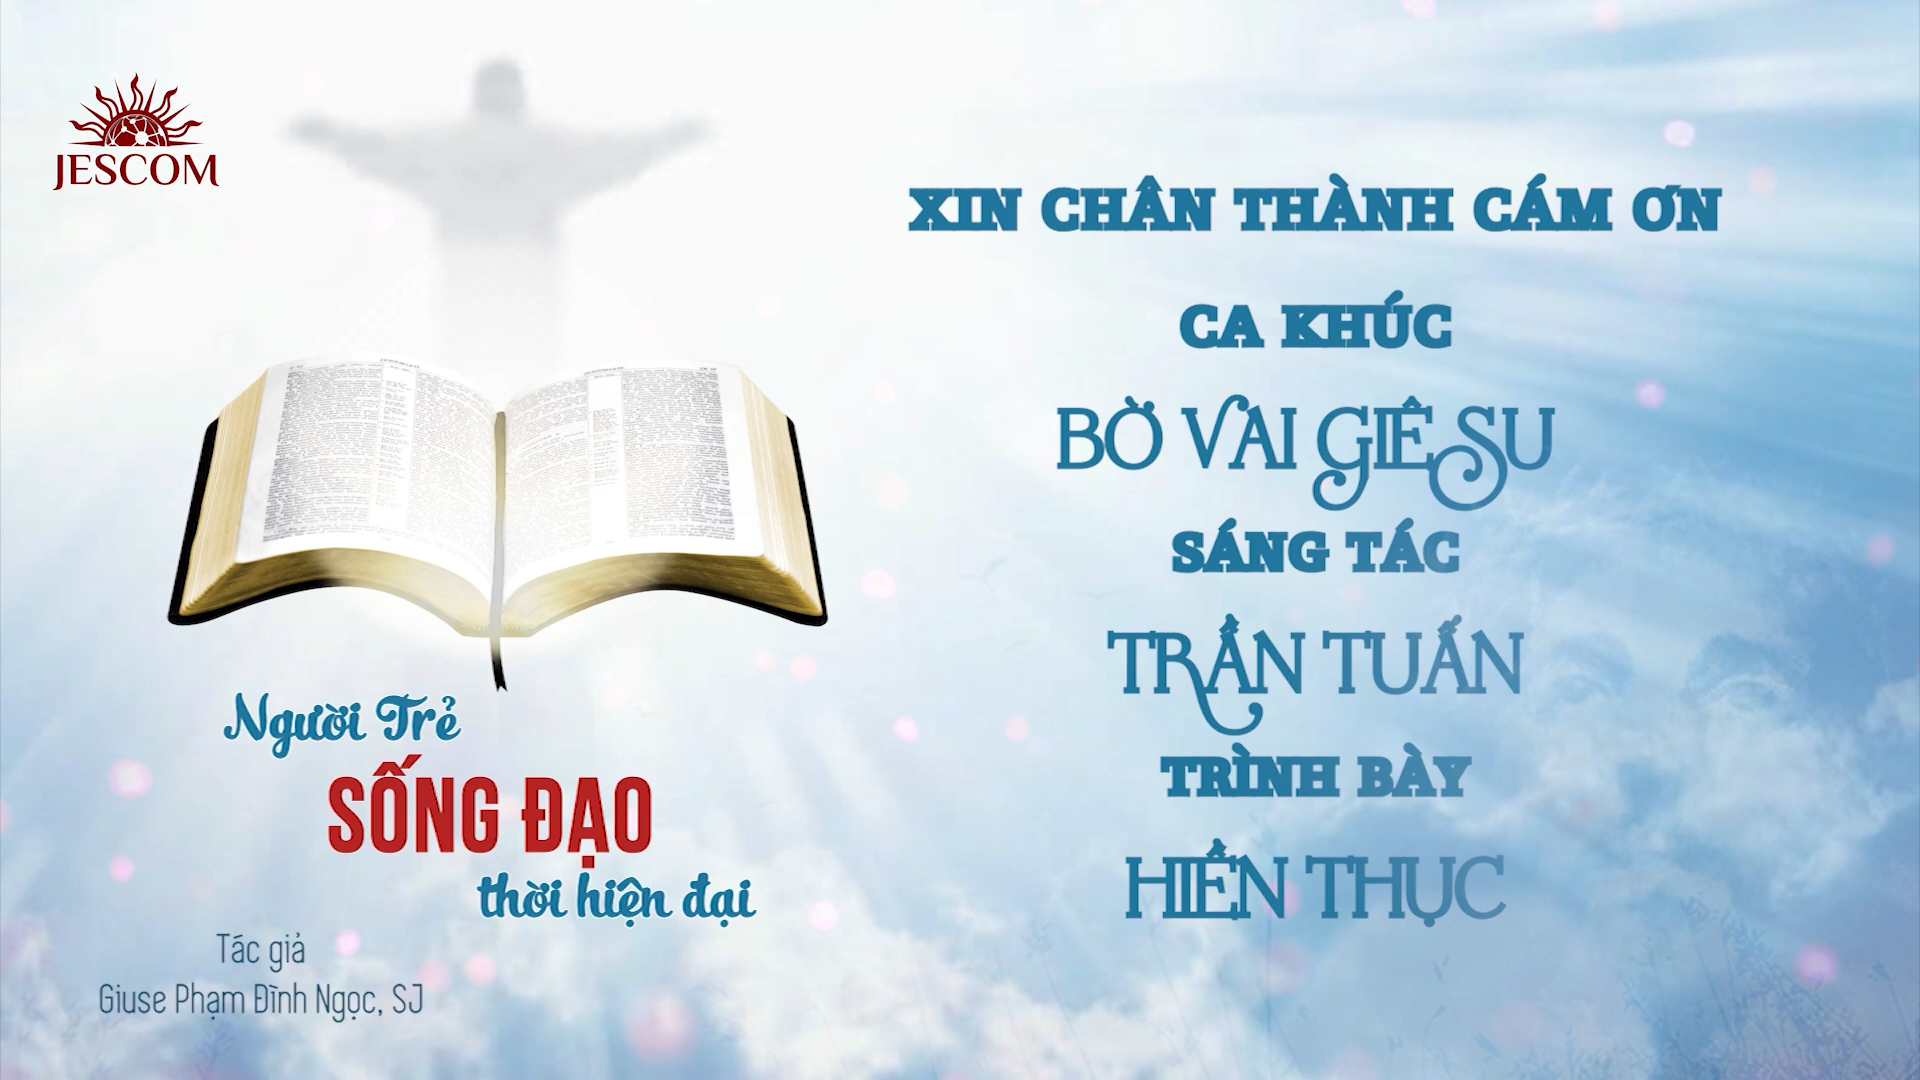 JESCOM
Người Trẻ
SỐNG ĐẠO
thời hiện đại
Tác giả
Giuse Phạm Đình Ngọc, SJ
XIN CHÂN THÀNH CÁM ƠN
CA KHÚC
BỜ VAI GIÊSU
SÁNG TÁC
TRẦN TUẤN
TRÌNH BÀY
HIỀN THỤC